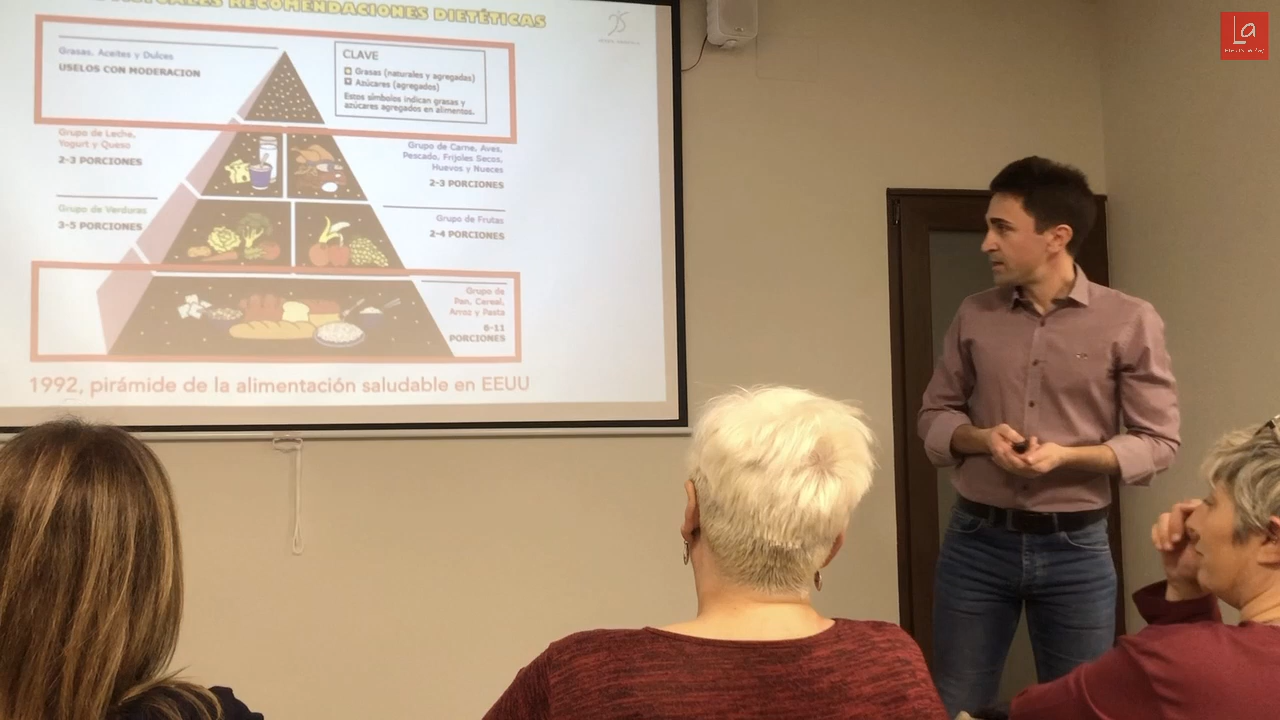 RECOMENDACIONES DIETÉTICAS
Grasas, Aceites y Dulces
USELOS CON MODERACION
CLAVE
Grasas (naturales y agregadas)
Azúcares (agregados)
Estos símbolos indican grasas y
azúcares agregados en alimentos.
Grupo de Leche,
Yogurt y Queso
2-3 PORCIONES
Grupo de Carne, Aves,
Pescado, Frijoles Secos,
Huevos y Nueces
2-3 PORCIONES
Grupo de Verduras
3-5 PORCIONES
Grupo de Frutas
2-4 PORCIONES
Grupo de
Pan, Cereal,
Arroz y Pasta
6-11
PORCIONES
1992, pirámide de la alimentación saludable en EEUU
La